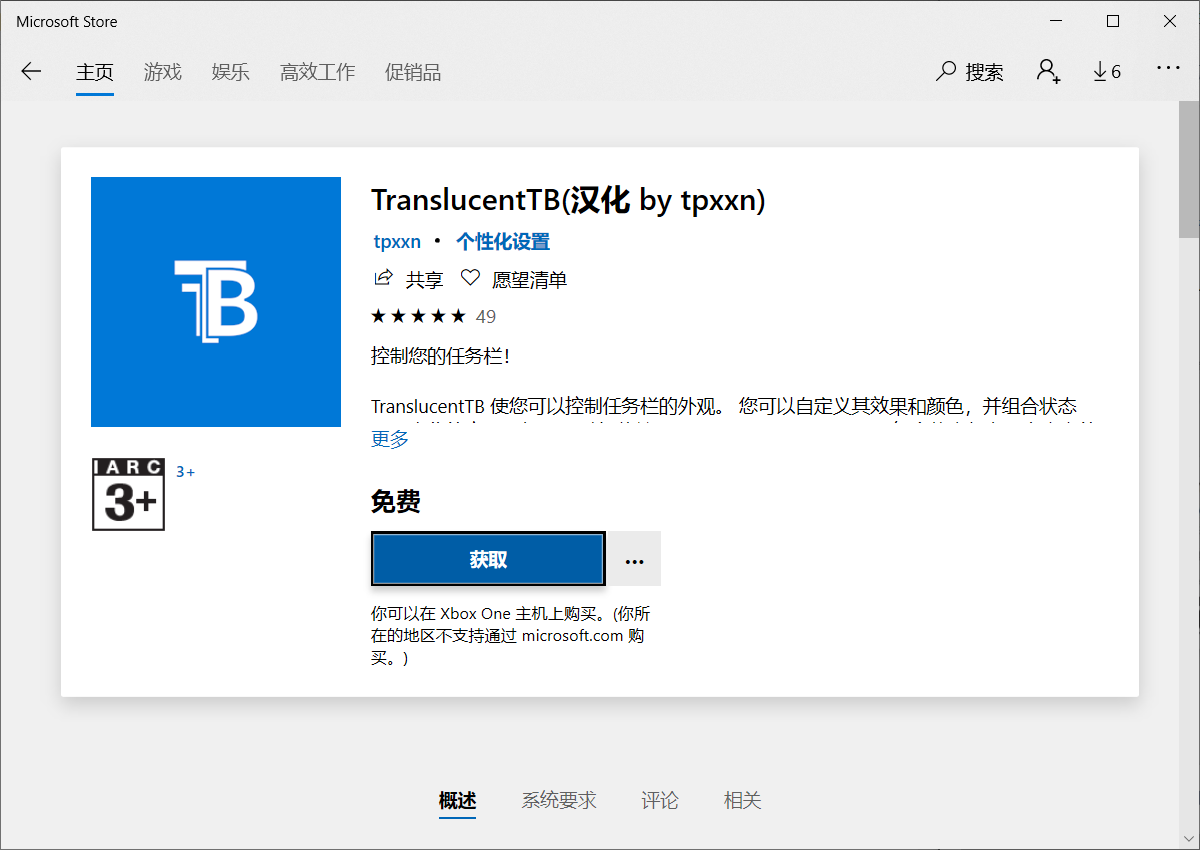 Microsoft Store
主页 游戏 娱乐 高效工作 促销品 搜索 6
TB
TranslucentTB(汉化 by tpxxn)
tpxxn • 个性化设置
共享 愿望清单
★★★★★ 49
控制您的任务栏！
TranslucentTB 使您可以控制任务栏的外观。 您可以自定义其效果和颜色，并组合状态
更多
IARC
3+
3+
免费
获取 ...
你可以在 Xbox One 主机上购买。(你所
在的地区不支持通过 microsoft.com 购
买。)
概述 系统要求 评论 相关